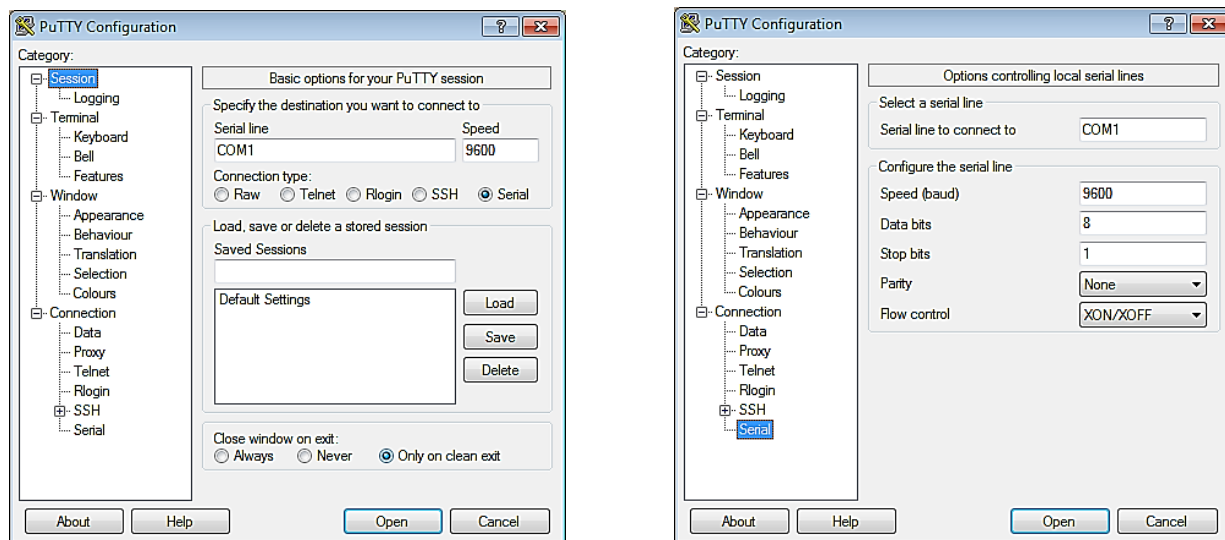 PuTTY Configuration
Category:
Session
Logging
Terminal
Keyboard
Bell
Features
Window
Appearance
Behaviour
Translation
Selection
Colours
Connection
Data
Proxy
Telnet
Rlogin
SSH
Serial
Basic options for your PuTTY session
Specify the destination you want to connect to
Serial line Speed
COM1 9600
Connection type:
Raw Telnet Rlogin SSH Serial
Load, save or delete a stored session
Saved Sessions
Default Settings
Load
Save
Delete
Close window on exit:
Always Never Only on clean exit
About Help Open Cancel
PuTTY Configuration
Category:
Session
Logging
Terminal
Keyboard
Bell
Features
Window
Appearance
Behaviour
Translation
Selection
Colours
Connection
Data
Proxy
Telnet
Rlogin
SSH
Serial
Options controlling local serial lines
Select a serial line
Serial line to connect to COM1
Configure the serial line
Speed (baud) 9600
Data bits 8
Stop bits 1
Parity None
Flow control XON/XOFF
About Help Open Cancel